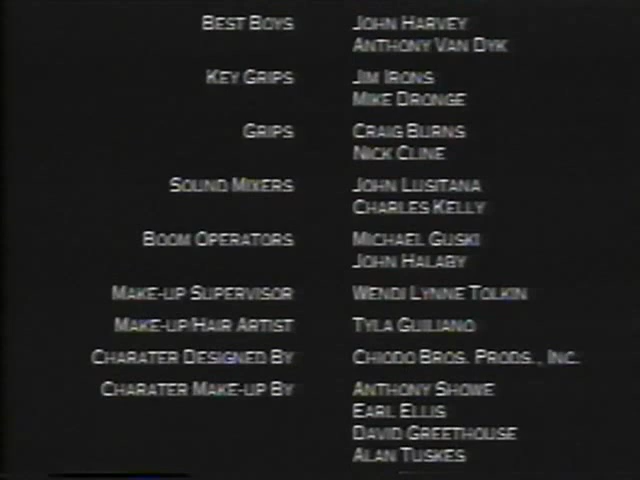 BEST BOYS JOHN HARVEY
ANTHONY VAN DYK
KEY GRIPS JIM IRONS
MIKE DRONGE
GRIPS CRAIG BURNS
NICK CLINE
SOUND MIXERS JOHN LUSITANA
CHARLES KELLY
BOOM OPERATORS MICHAEL GUSKI
JOHN HALABY
MAKE-UP SUPERVISOR WENDI LYNNE TOLKIN
MAKE-UP/HAIR ARTIST TYLA GUILIANO
CHARATER DESIGNED BY CHIODO BROS. PRODS., INC.
CHARATER MAKE-UP BY ANTHONY SHOWE
EARL ELLIS
DAVID GREETHOUSE
ALAN TUSKES